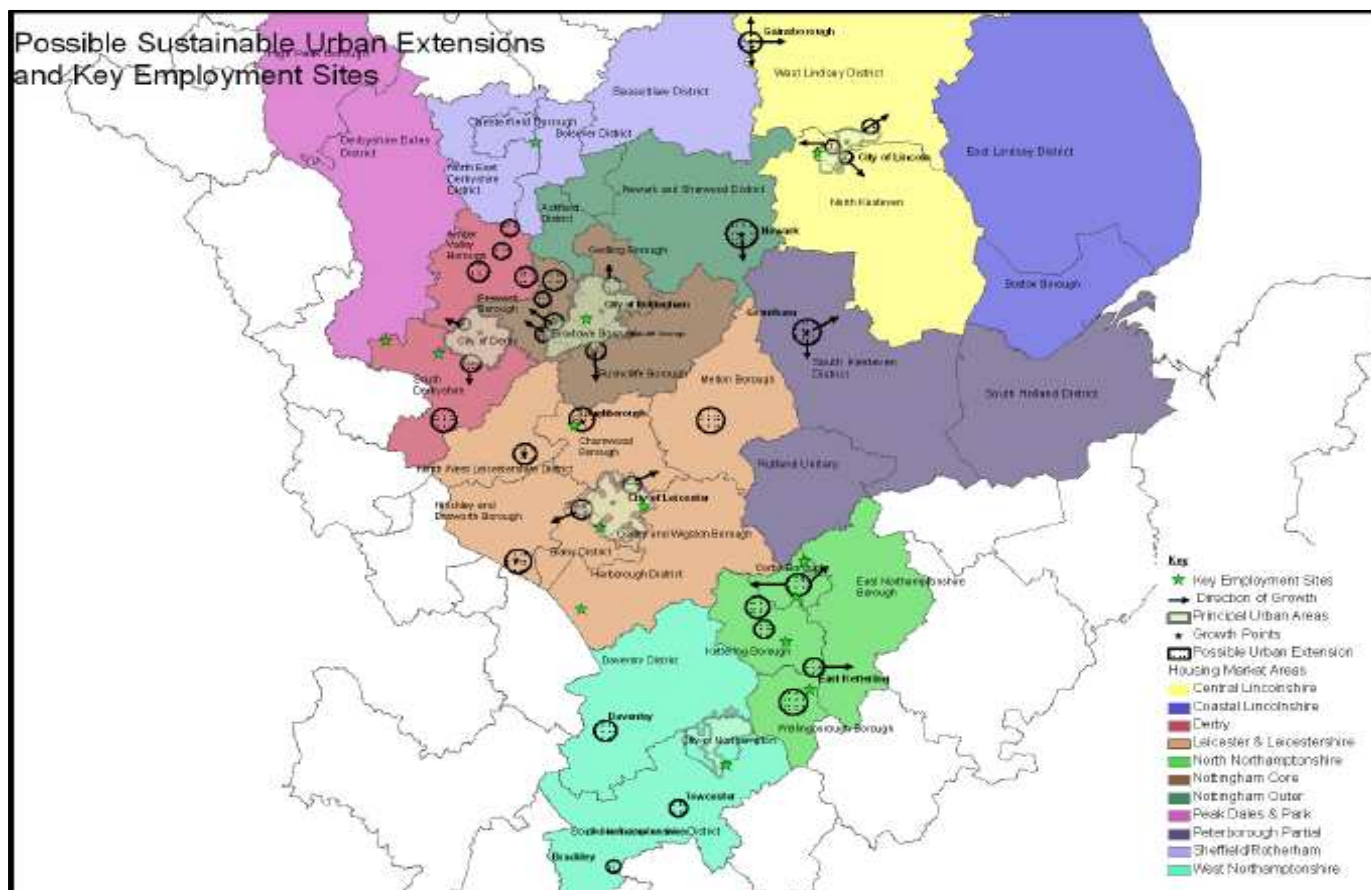 Possible Sustainable Urban Extensions
and Key Employment Sites
Gainsborough
West Lindsey District
Bassetlaw District
Chesterfield Borough
Bolsover District
Derbyshire Dales
District
East Lindsey District
City of Lincoln
North East
Derbyshire
District
Newark and Sherwood District
North Kesteven
Ashfield
District
Newark
Amber
Valley
Borough
Gedling Borough
Boston Borough
City of Nottingham
Grantham
Broxtowe Borough
City of Derby
South Kesteven
District
Rushcliffe Borough
Melton Borough
South
Derbyshire
South Holland District
Loughborough
Charnwood
Borough
Rutland Unitary
North West Leicestershire District
City of Leicester
Hinckley and
Bosworth Borough
Oadby and Wigston Borough
Blaby District
Harborough District
Corby Borough
East Northamptonshire
Borough
Kettering Borough
Daventry District
East Kettering
Daventry
City of Northampton
Wellingborough Borough
Towcester
South Northamptonshire District
Brackley
Key
Key Employment Sites
Direction of Growth
Principal Urban Areas
Growth Points
Possible Urban Extension
Housing Market Areas
Central Lincolnshire
Coastal Lincolnshire
Derby
Leicester & Leicestershire
North Northamptonshire
Nottingham Core
Nottingham Outer
Peak Dales & Park
Peterborough Partial
Sheffield/Rotherham
West Northamptonshire